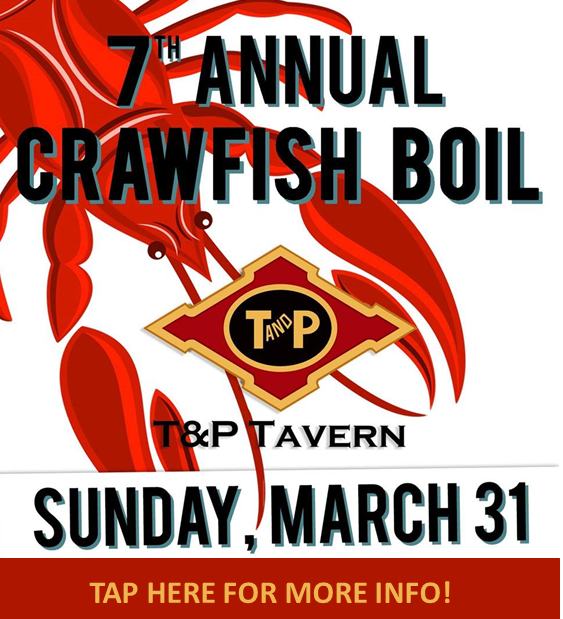 7TH ANNUAL
CRAWFISH BOIL
T AND P
T&P TAVERN
SUNDAY, MARCH 31
TAP HERE FOR MORE INFO!